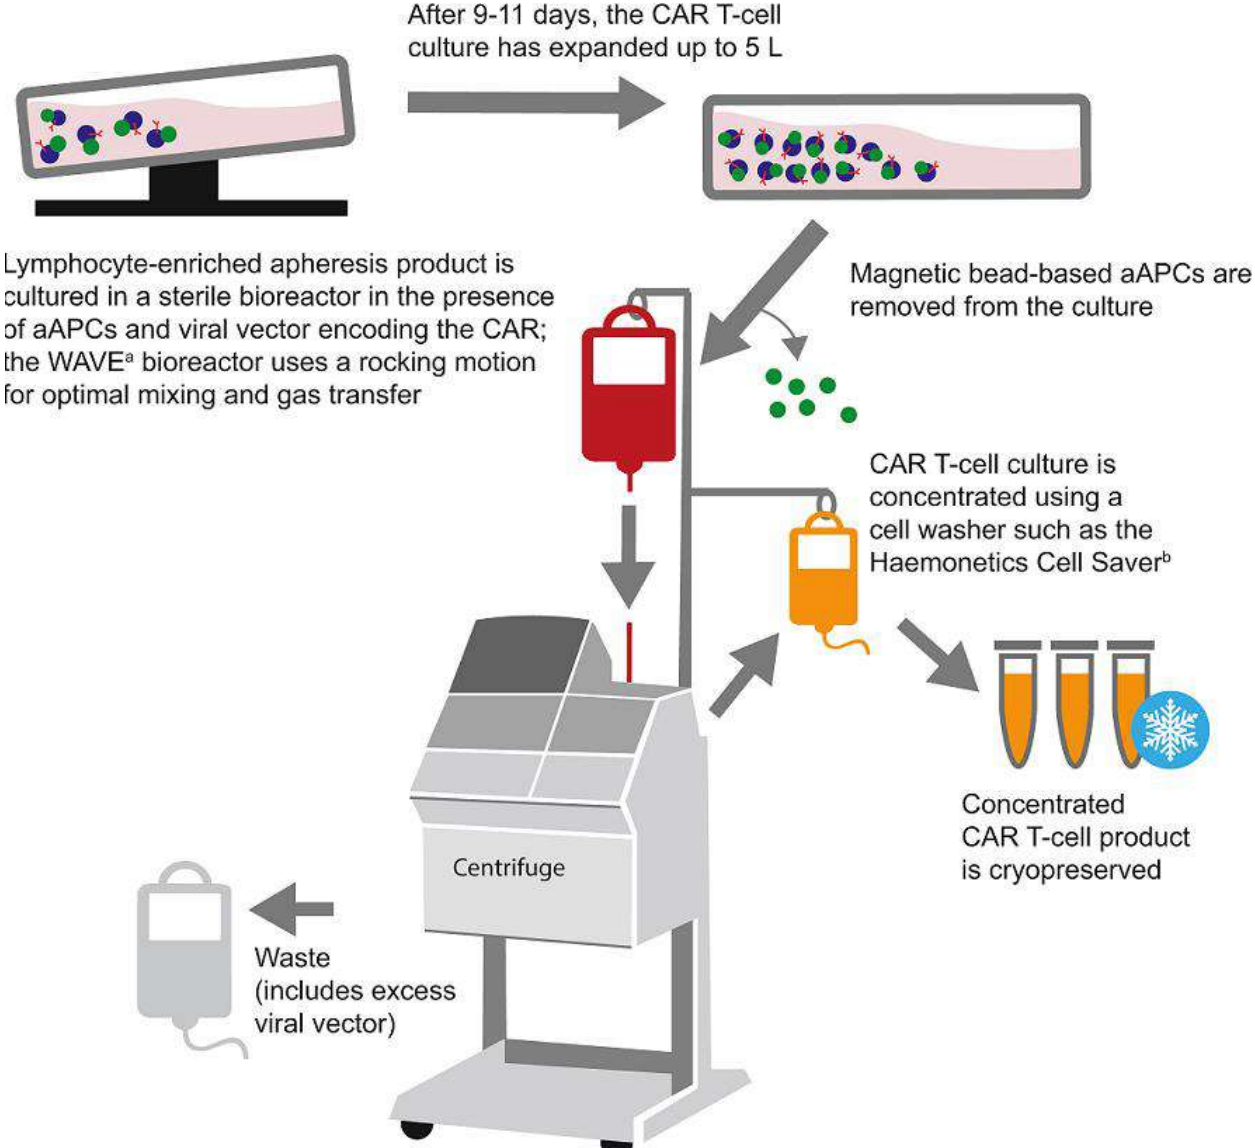 After 9-11 days, the CAR T-cell
culture has expanded up to 5 L
Lymphocyte-enriched apheresis product is
cultured in a sterile bioreactor in the presence
of aAPCs and viral vector encoding the CAR;
the WAVEᵃ bioreactor uses a rocking motion
for optimal mixing and gas transfer
Magnetic bead-based aAPCs are
removed from the culture
CAR T-cell culture is
concentrated using a
cell washer such as the
Haemonetics Cell Saverᵇ
Concentrated
CAR T-cell product
is cryopreserved
Centrifuge
Waste
(includes excess
viral vector)